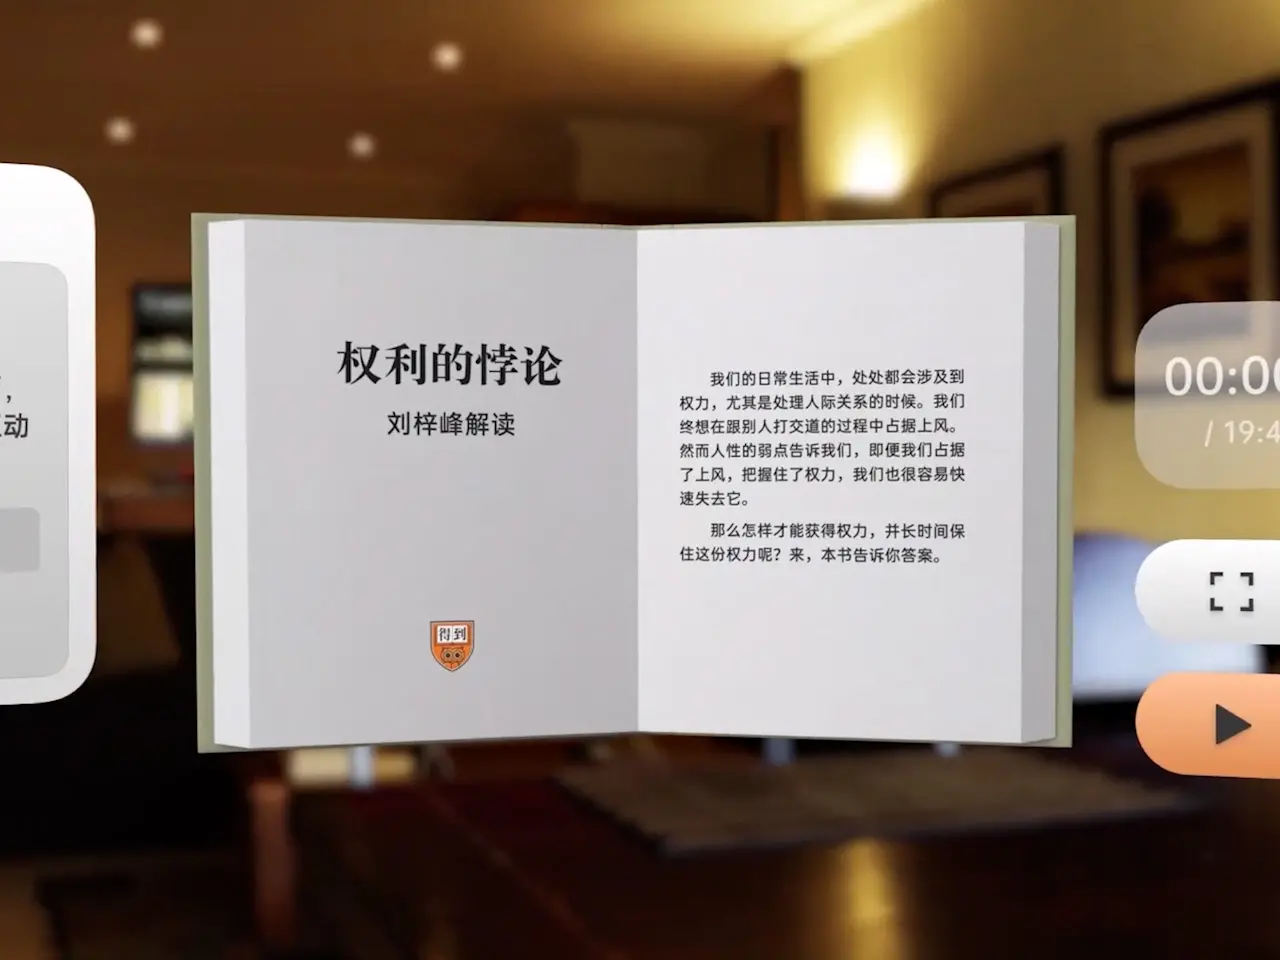 动
权利的悖论
刘梓峰解读
得到
我们的日常生活中，处处都会涉及到
权力，尤其是处理人际关系的时候。我们
终想在跟别人打交道的过程中占据上风。
然而人性的弱点告诉我们，即便我们占据
了上风，把握住了权力，我们也很容易快
速失去它。
那么怎样才能获得权力，并长时间保
住这份权力呢？来，本书告诉你答案。
00:00
/ 19:4